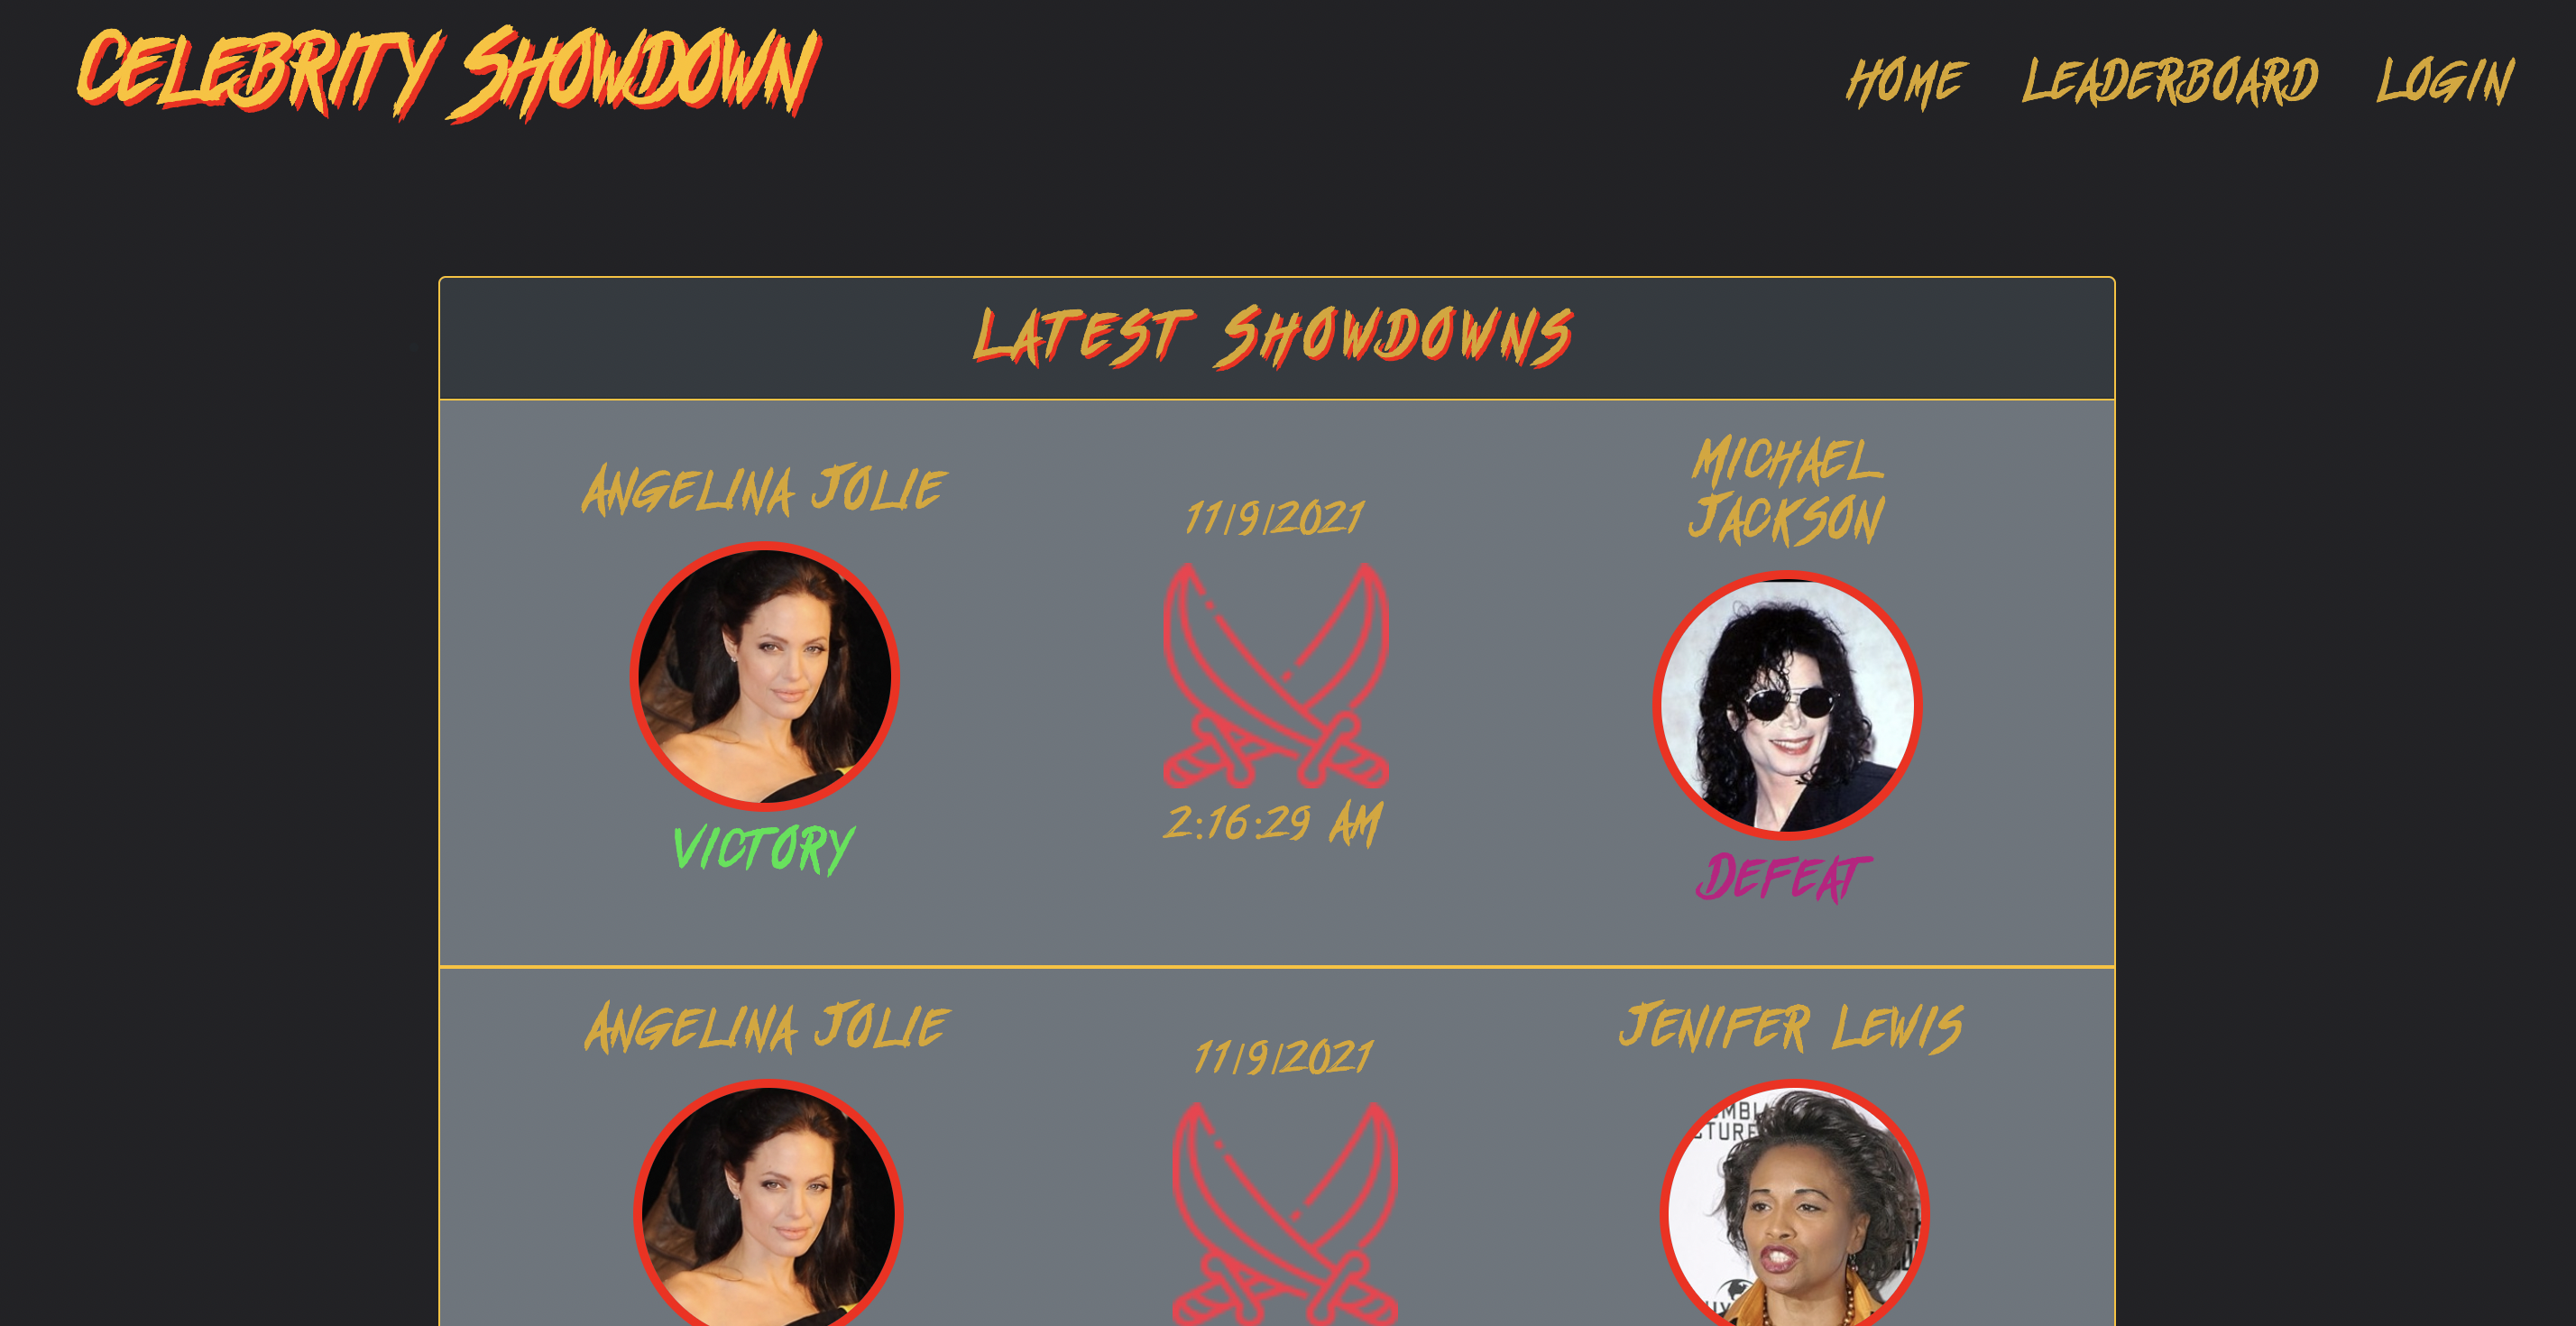 Celebrity Showdown
Home Leaderboard Login
Latest Showdowns
Angelina Jolie
11/9/2021
2:16:29 AM
Michael
Jackson
Victory
Defeat
Angelina Jolie
11/9/2021
Jenifer Lewis